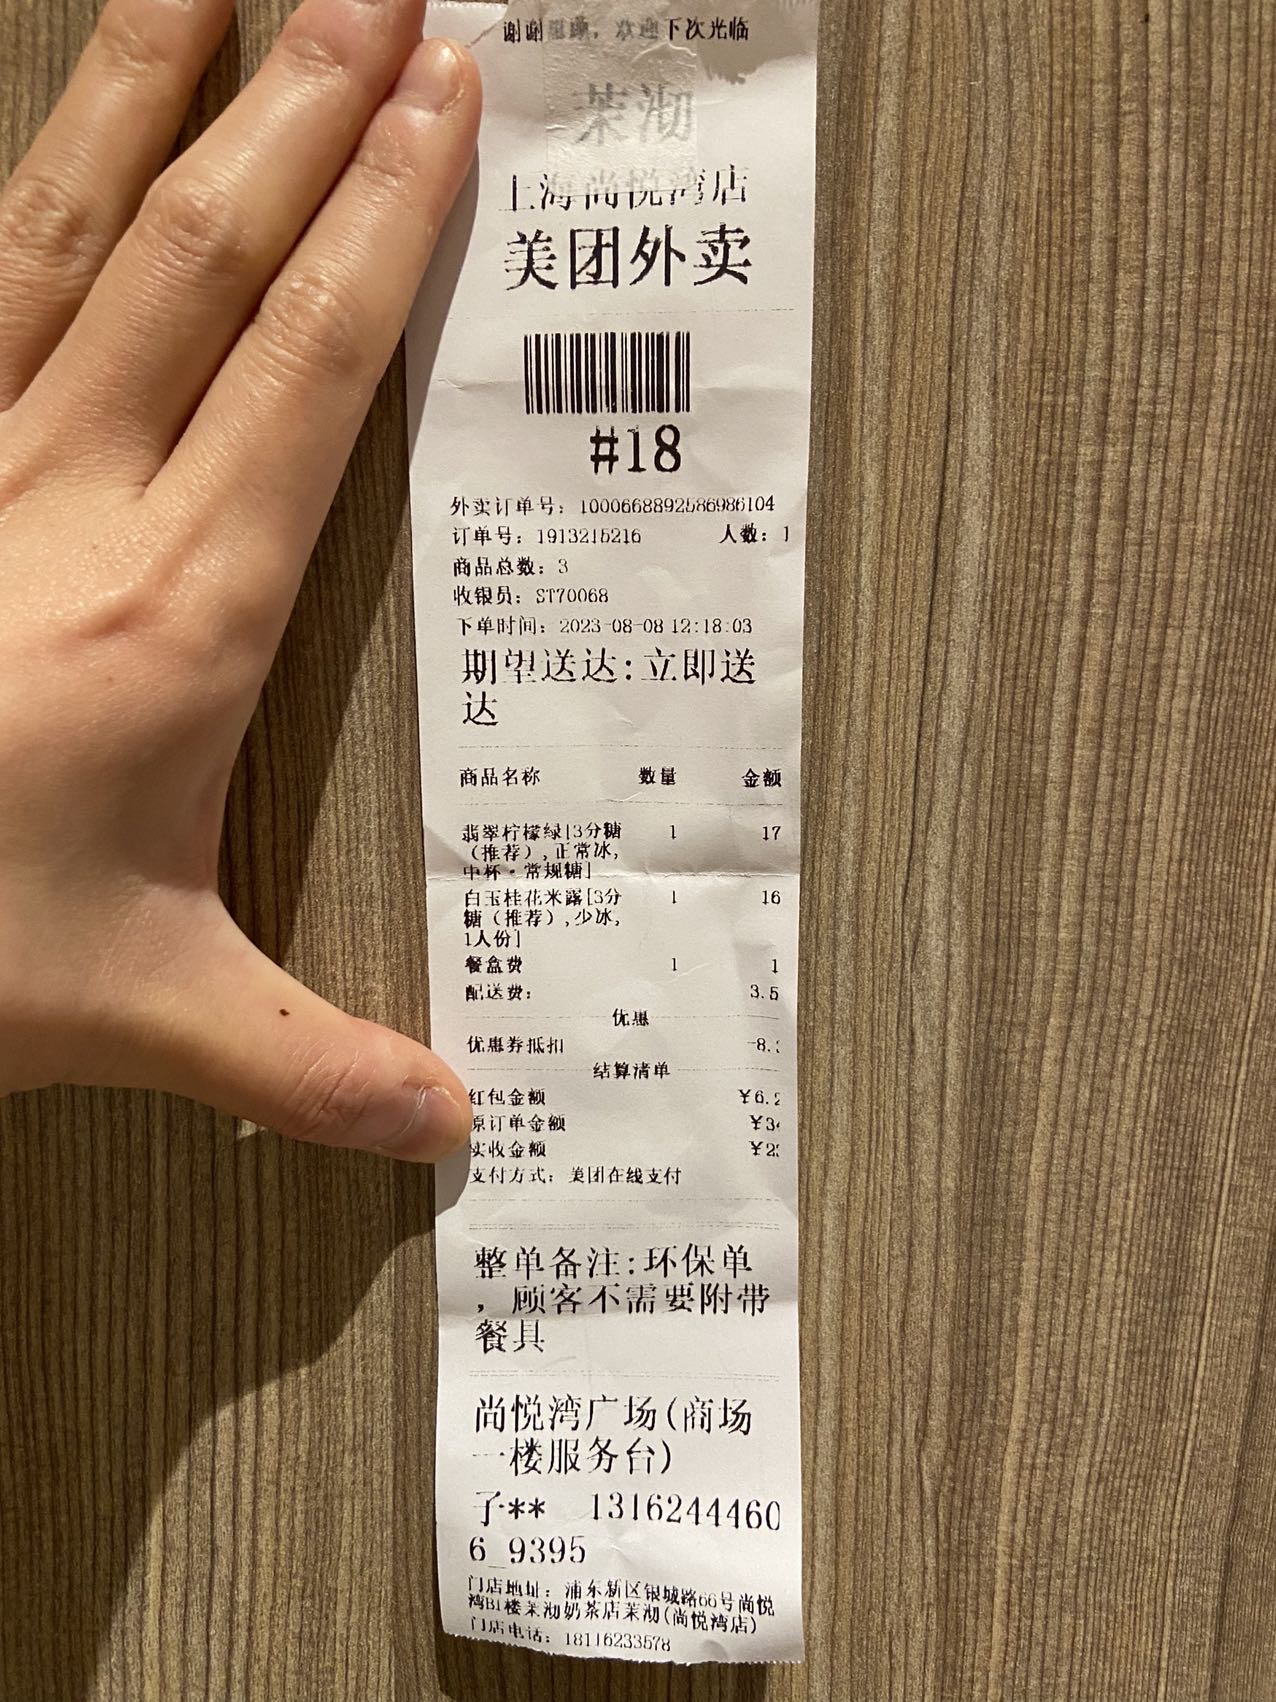 谢谢惠顾，欢迎下次光临
茉沏
上海尚悦湾店
美团外卖
#18
外卖订单号：1000668892586986104
订单号：1913215216 人数：1
商品总数：3
收银员：ST70068
下单时间：2023-08-08 12:18:03
期望送达：立即送
达
商品名称 数量 金额
翡翠柠檬绿[3分糖 1 17
（推荐）,正常冰,
中杯·常规糖]
白玉桂花米露[3分 1 16
糖（推荐）,少冰,
1人份]
餐盒费 1 1
配送费： 3.5
优惠
优惠券抵扣 -8.
结算清单
红包金额 ¥6.2
原订单金额 ¥3
实收金额 ¥2
支付方式：美团在线支付
整单备注：环保单
，顾客不需要附带
餐具
尚悦湾广场(商场
一楼服务台)
子** 1316244460
6_9395
门店地址：浦东新区银城路66号尚悦
湾B1楼茉沏奶茶店茉沏(尚悦湾店)
门店电话：18116233578